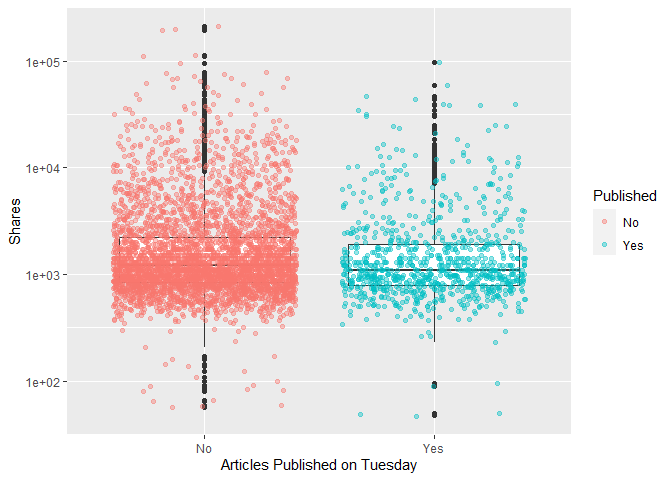 1e+05
1e+04
1e+03
1e+02
Shares
No
Yes
Articles Published on Tuesday
Published
No
Yes